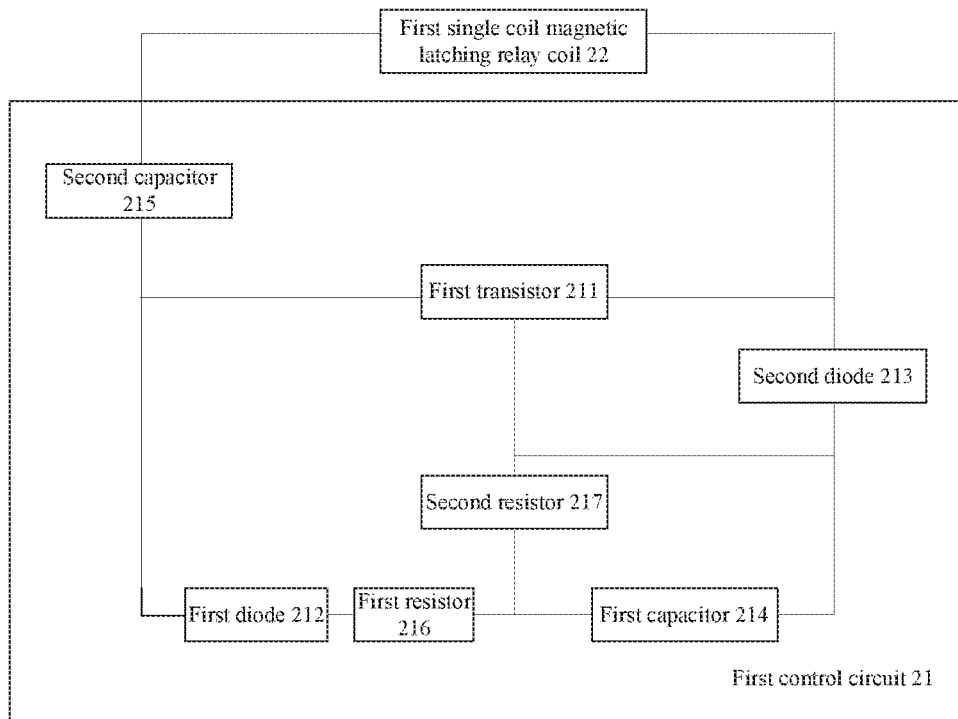 First single coil magnetic
latching relay coil 22
Second capacitor
215
First transistor 211
Second diode 213
Second resistor 217
First diode 212
First resistor
216
First capacitor 214
First control circuit 21